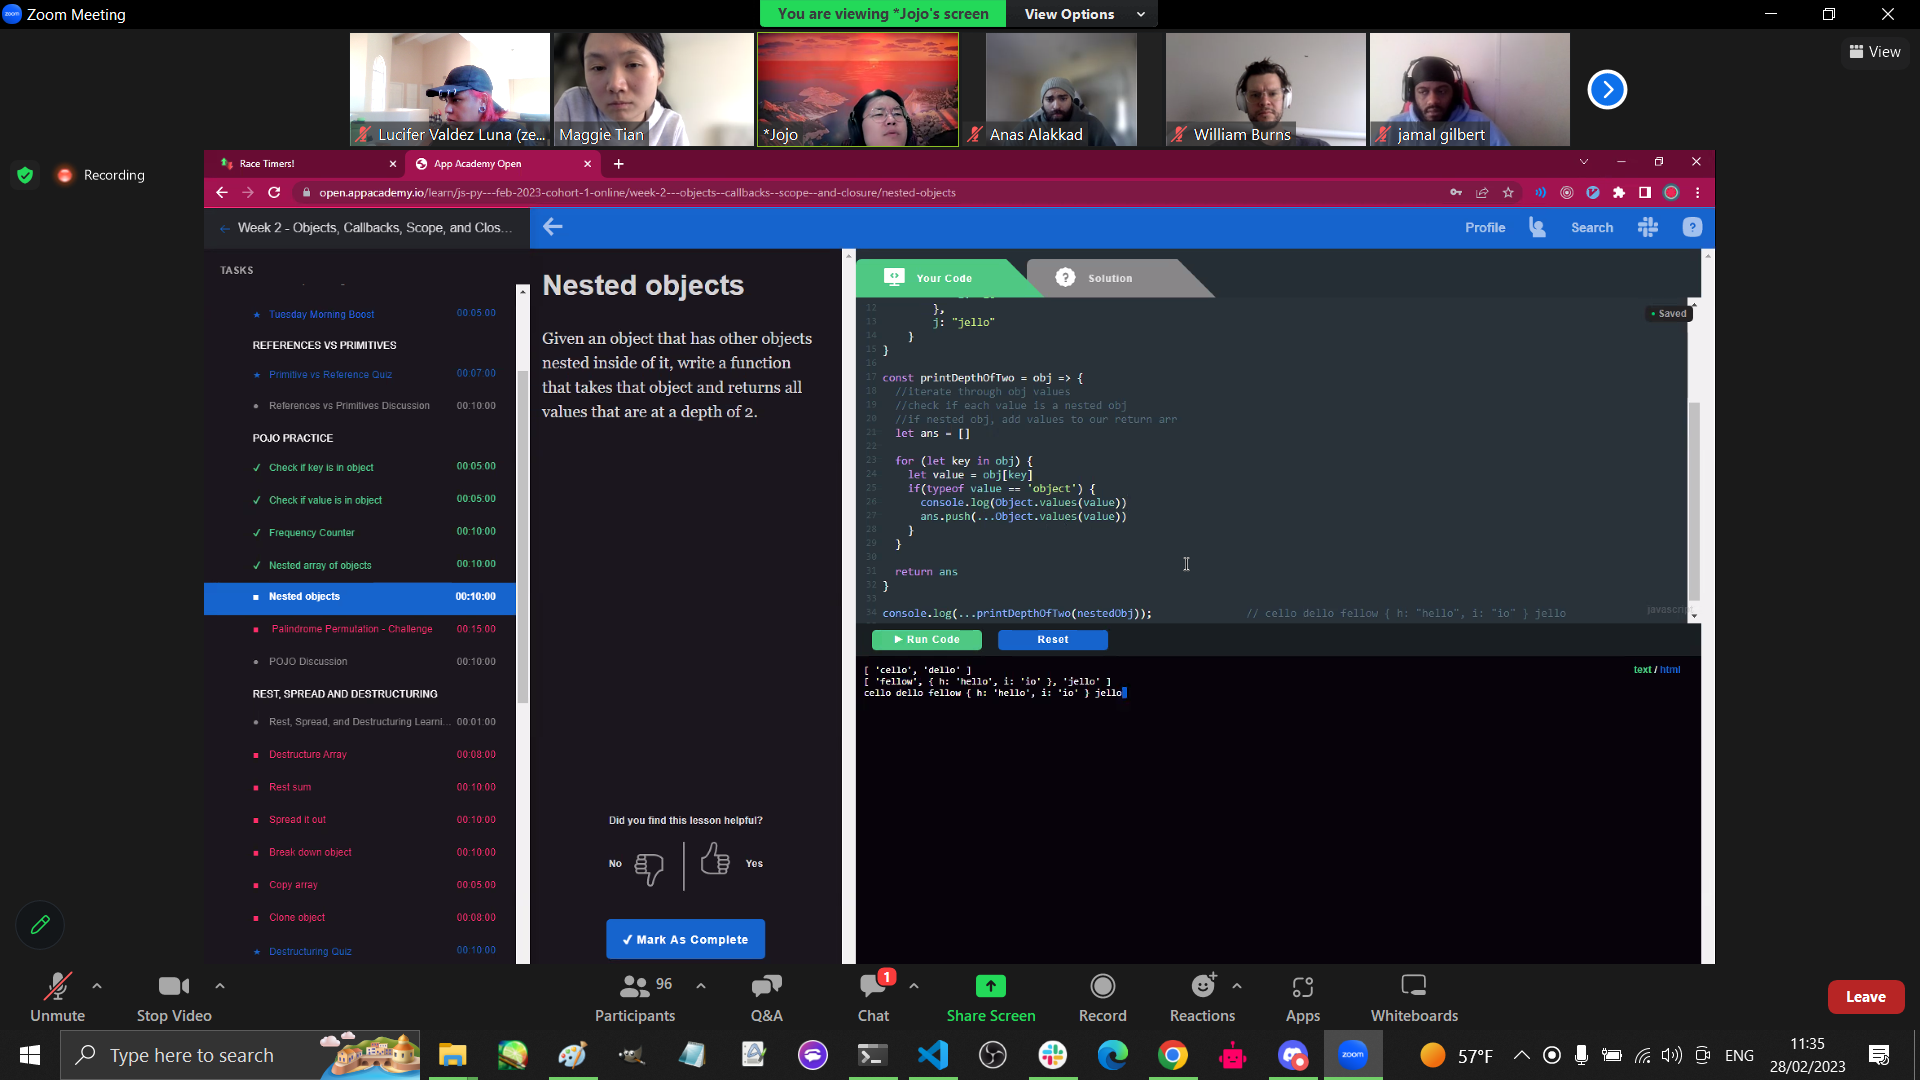 Zoom Meeting
You are viewing *Jojo's screen
View Options
View
Lucifer Valdez Luna (ze...
Maggie Tian
*Jojo
Anas Alakkad
William Burns
jamal gilbert
Recording
Race Timers!
App Academy Open
open.appacademy.io/learn/js-py---feb-2023-cohort-1-online/week-2---objects--callbacks--scope--and-closure/nested-objects
Week 2 - Objects, Callbacks, Scope, and Clos...
Profile
Search
TASKS
Tuesday Morning Boost 00:05:00
REFERENCES VS PRIMITIVES
Primitive vs Reference Quiz 00:07:00
References vs Primitives Discussion 00:10:00
POJO PRACTICE
Check if key is in object 00:05:00
Check if value is in object 00:05:00
Frequency Counter 00:10:00
Nested array of objects 00:10:00
Nested objects 00:10:00
Palindrome Permutation - Challenge 00:15:00
POJO Discussion 00:10:00
REST, SPREAD AND DESTRUCTURING
Rest, Spread, and Destructuring Learni... 00:01:00
Destructure Array 00:08:00
Rest sum 00:10:00
Spread it out 00:10:00
Break down object 00:10:00
Copy array 00:05:00
Clone object 00:08:00
Destructuring Quiz 00:10:00
Nested objects
Given an object that has other objects
nested inside of it, write a function
that takes that object and returns all
values that are at a depth of 2.
Did you find this lesson helpful?
No
Yes
✓ Mark As Complete
Your Code
Solution
Saved
12 },
13 j: "jello"
14 }
15 }
16
17 const printDepthOfTwo = obj => {
18 //iterate through obj values
19 //check if each value is a nested obj
20 //if nested obj, add values to our return arr
21 let ans = []
22
23 for (let key in obj) {
24 let value = obj[key]
25 if(typeof value == 'object') {
26 console.log(Object.values(value))
27 ans.push(...Object.values(value))
28 }
29 }
30
31 return ans
32 }
33
34 console.log(...printDepthOfTwo(nestedObj)); // cello dello fellow { h: "hello", i: "io" } jello
javascript
Run Code
Reset
text / html
[ 'cello', 'dello' ]
[ 'fellow', { h: 'hello', i: 'io' }, 'jello' ]
cello dello fellow { h: 'hello', i: 'io' } jello
Unmute
Stop Video
96
Participants
Q&A
1
Chat
Share Screen
Record
Reactions
Apps
Whiteboards
Leave
Type here to search
zoom
57°F
ENG
11:35
28/02/2023